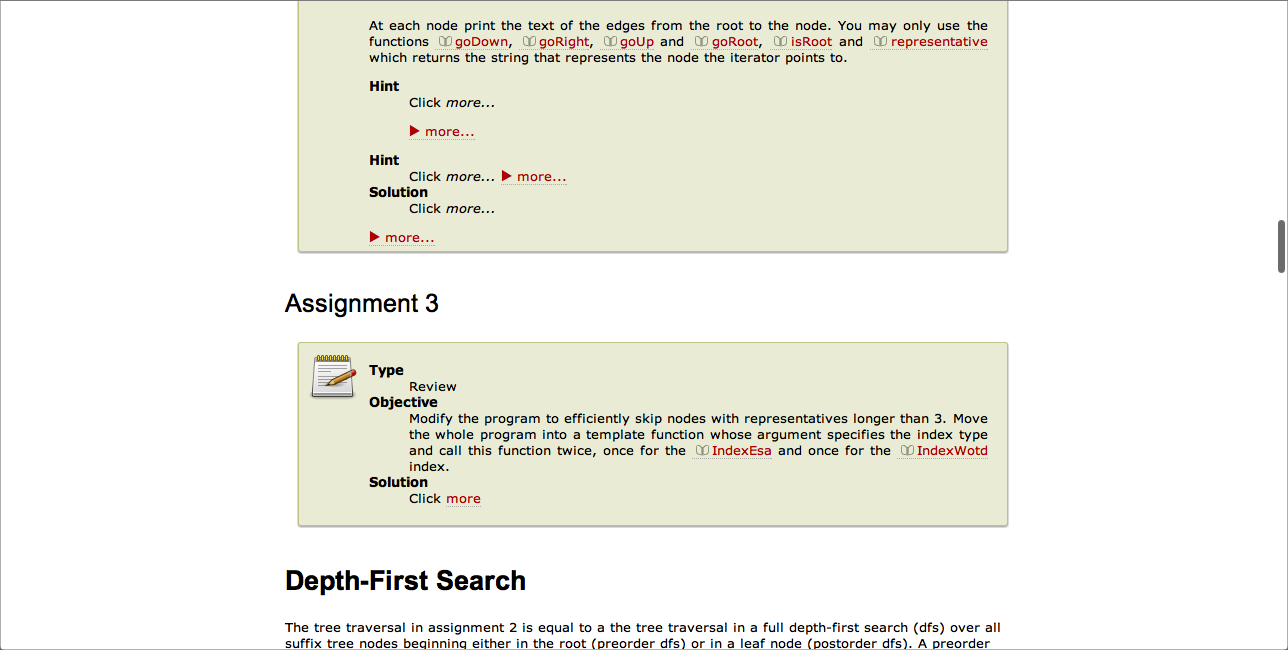 At each node print the text of the edges from the root to the node. You may only use the
functions goDown, goRight, goUp and goRoot, isRoot and representative
which returns the string that represents the node the iterator points to.
Hint
Click more...
more...
Hint
Click more... more...
Solution
Click more...
more...
Assignment 3
Type
Review
Objective
Modify the program to efficiently skip nodes with representatives longer than 3. Move
the whole program into a template function whose argument specifies the index type
and call this function twice, once for the IndexEsa and once for the IndexWotd
index.
Solution
Click more
Depth-First Search
The tree traversal in assignment 2 is equal to a the tree traversal in a full depth-first search (dfs) over all
suffix tree nodes beginning either in the root (preorder dfs) or in a leaf node (postorder dfs). A preorder